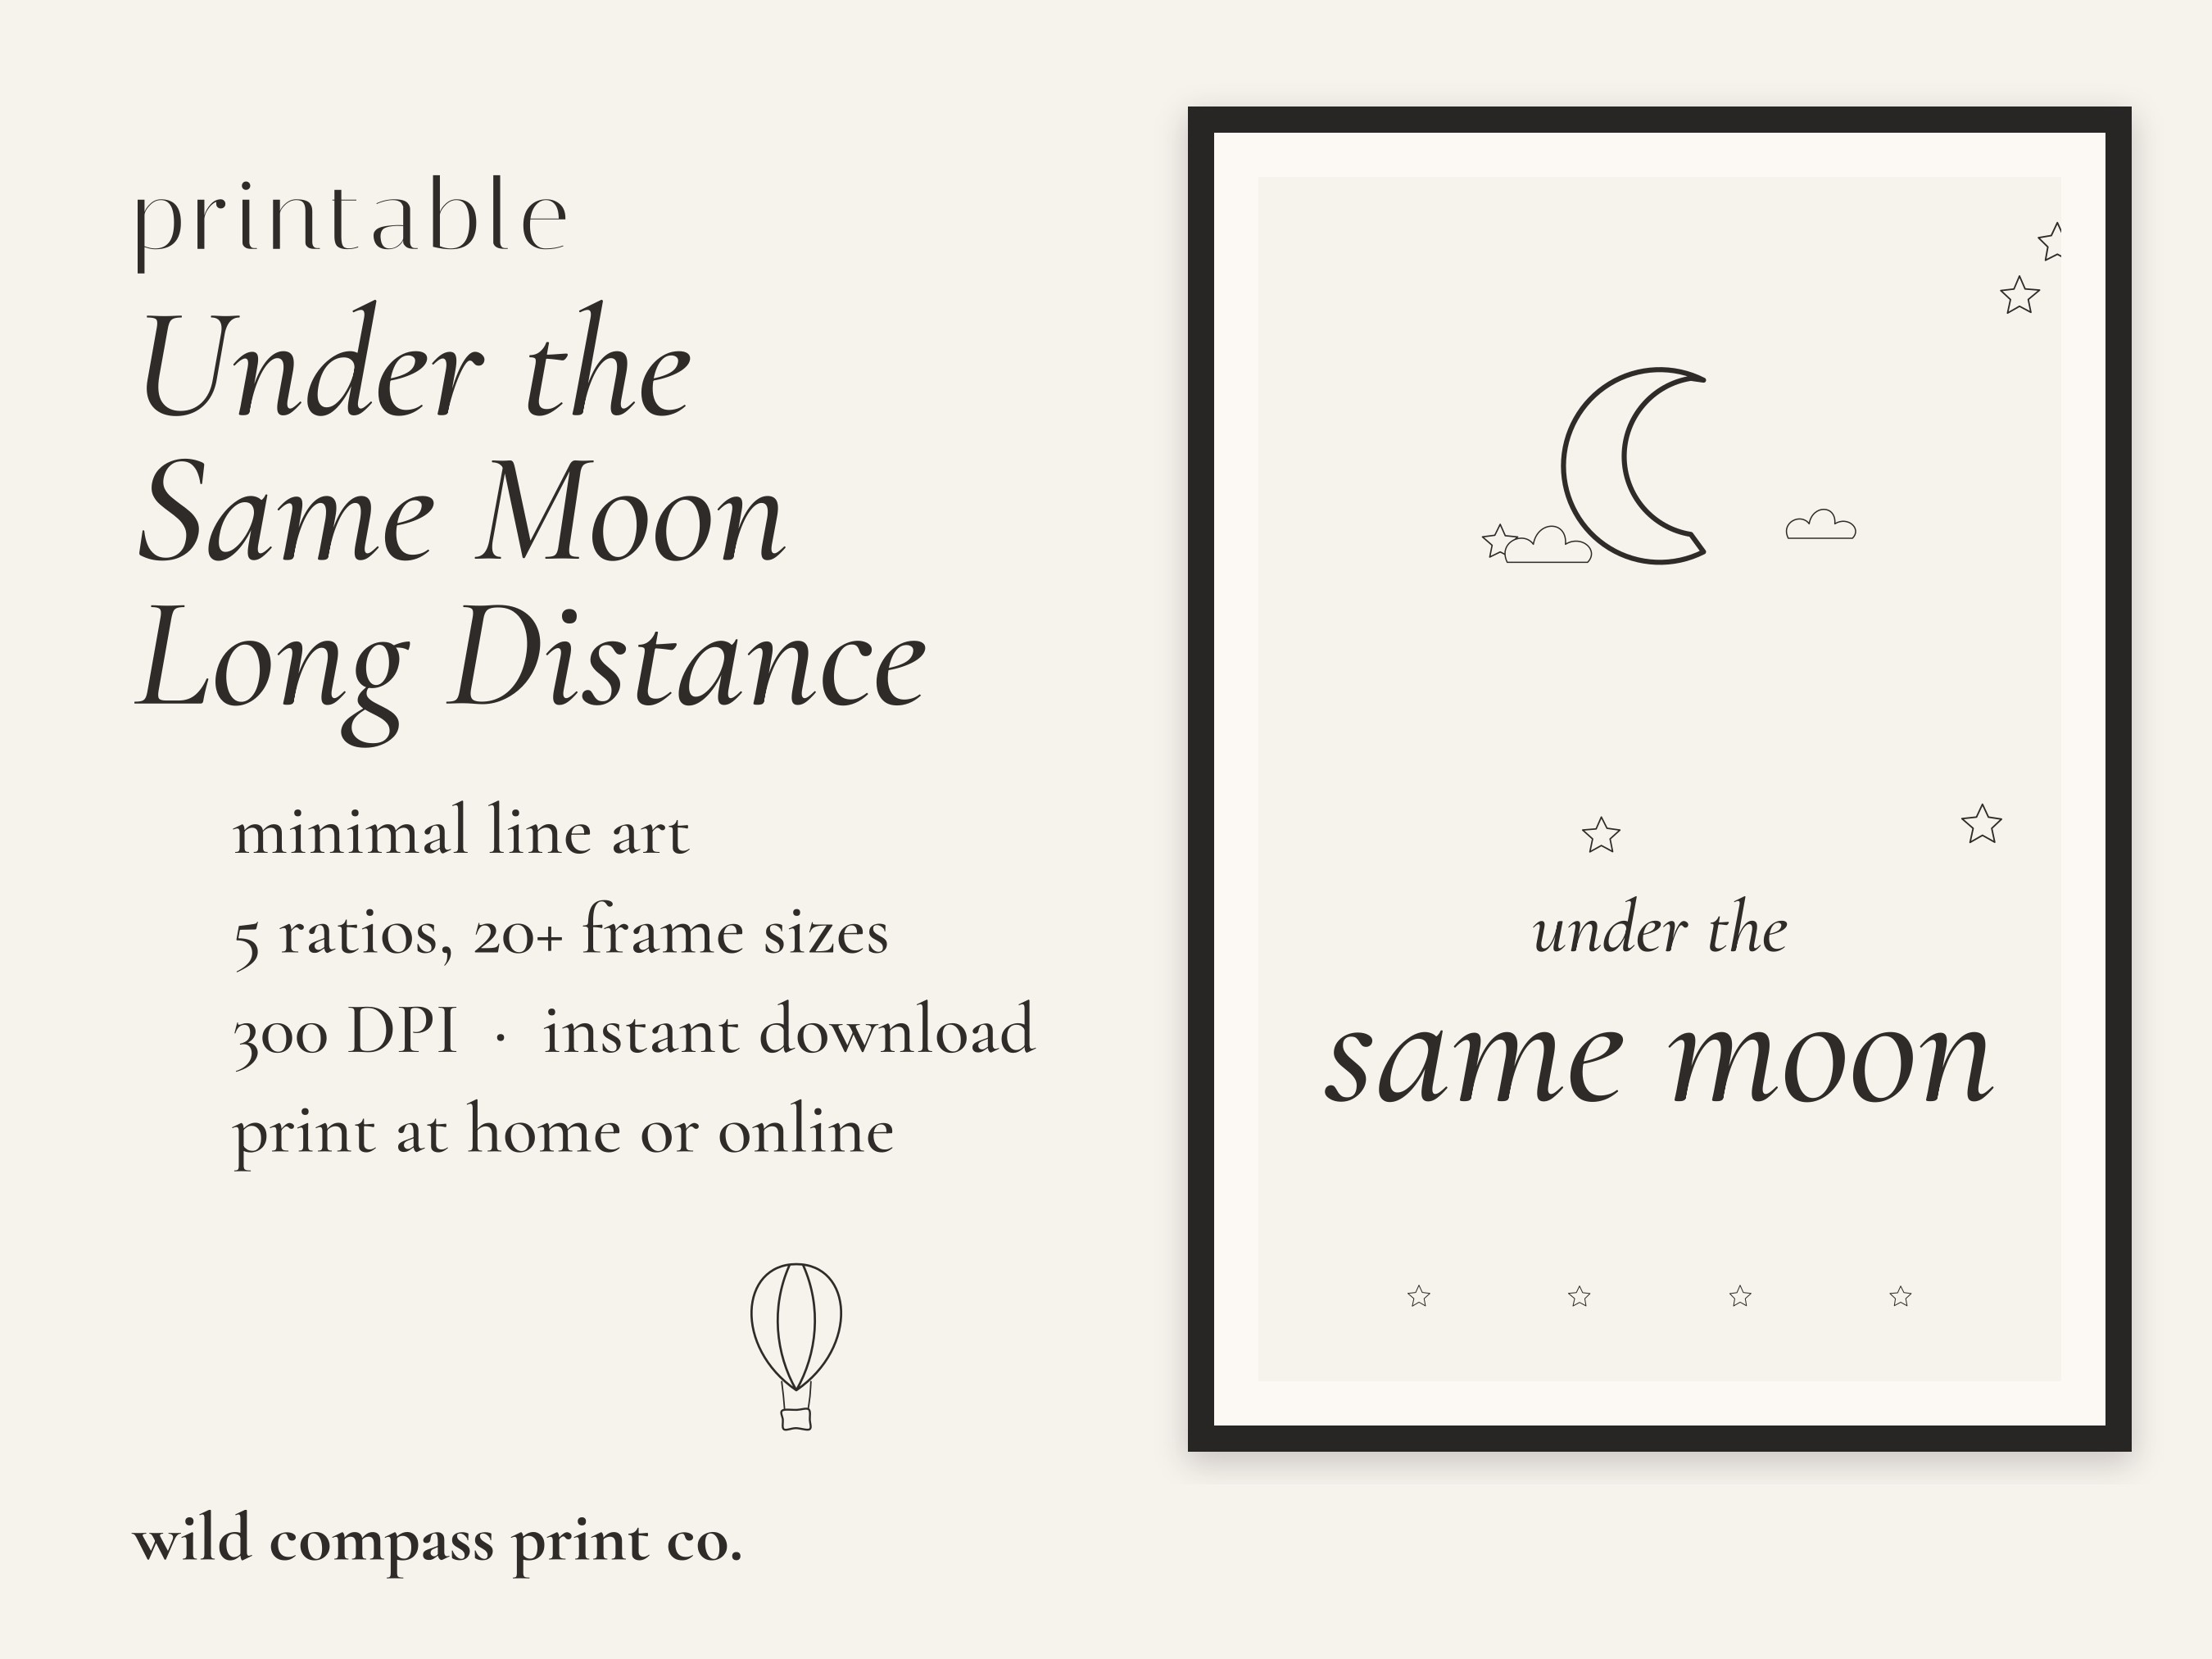 printable
Under the
Same Moon
Long Distance
minimal line art
5 ratios, 20+ frame sizes
300 DPI · instant download
print at home or online
wild compass print co.
under the
same moon